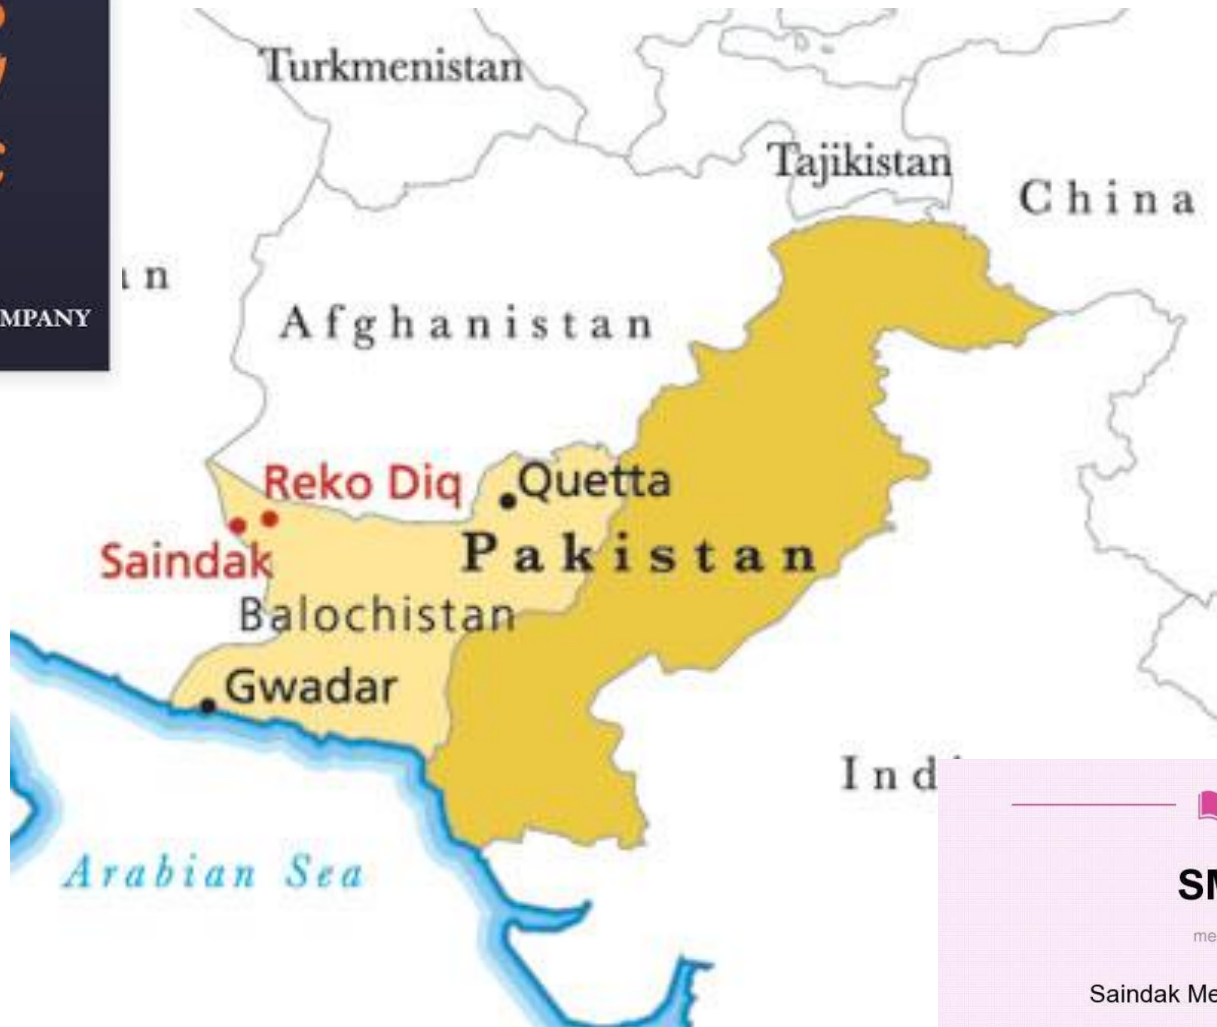 Turkmenistan
Tajikistan
China
Afghanistan
MPANY
Reko Diq
Quetta
Pakistan
Saindak
Balochistan
Gwadar
Arabian Sea
Saindak Me